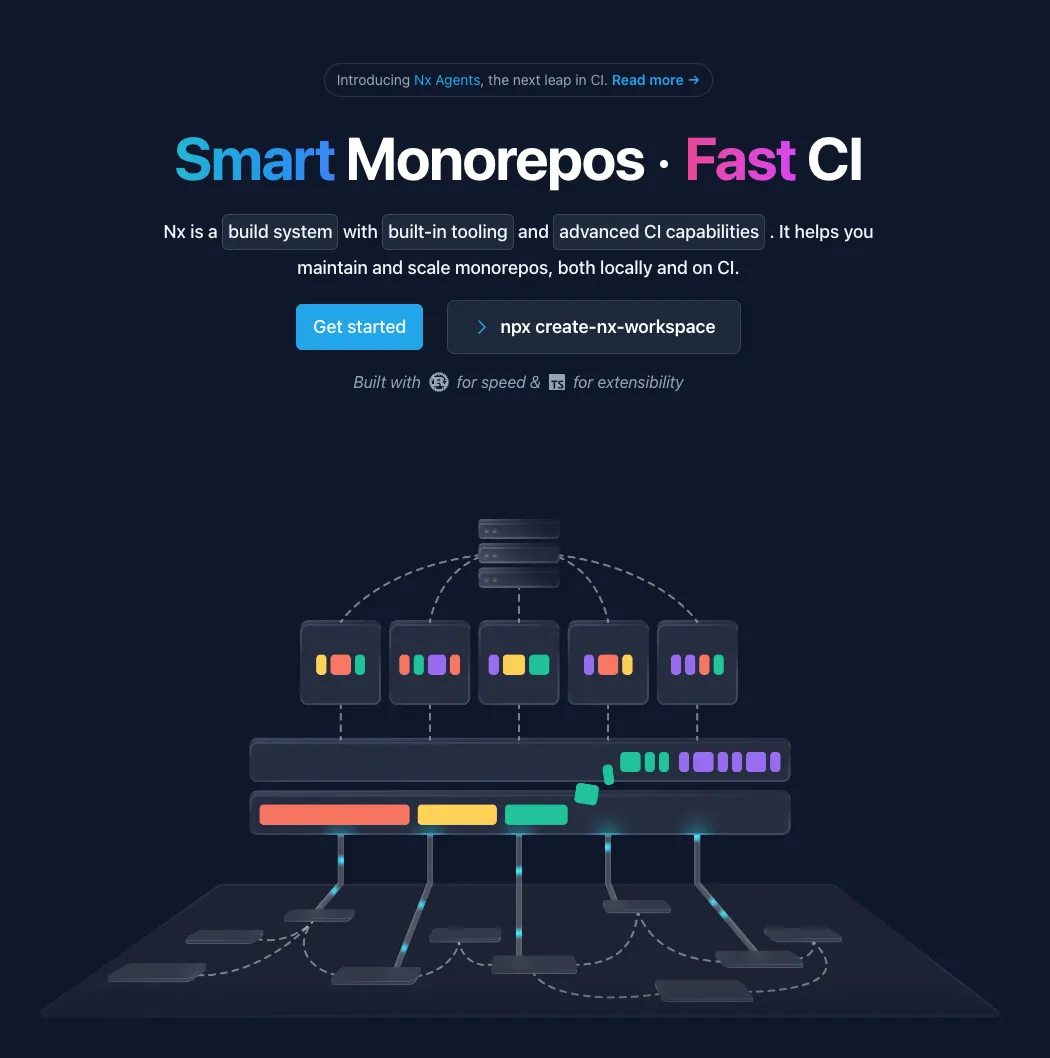 Introducing Nx Agents, the next leap in CI. Read more →
Smart Monorepos · Fast CI
Nx is a build system with built-in tooling and advanced CI capabilities . It helps you
maintain and scale monorepos, both locally and on CI.
Get started
npx create-nx-workspace
Built with R for speed & TS for extensibility